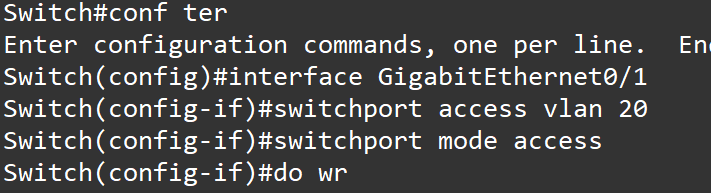 Switch#conf ter
Enter configuration commands, one per line.  En
Switch(config)#interface GigabitEthernet0/1
Switch(config-if)#switchport access vlan 20
Switch(config-if)#switchport mode access
Switch(config-if)#do wr